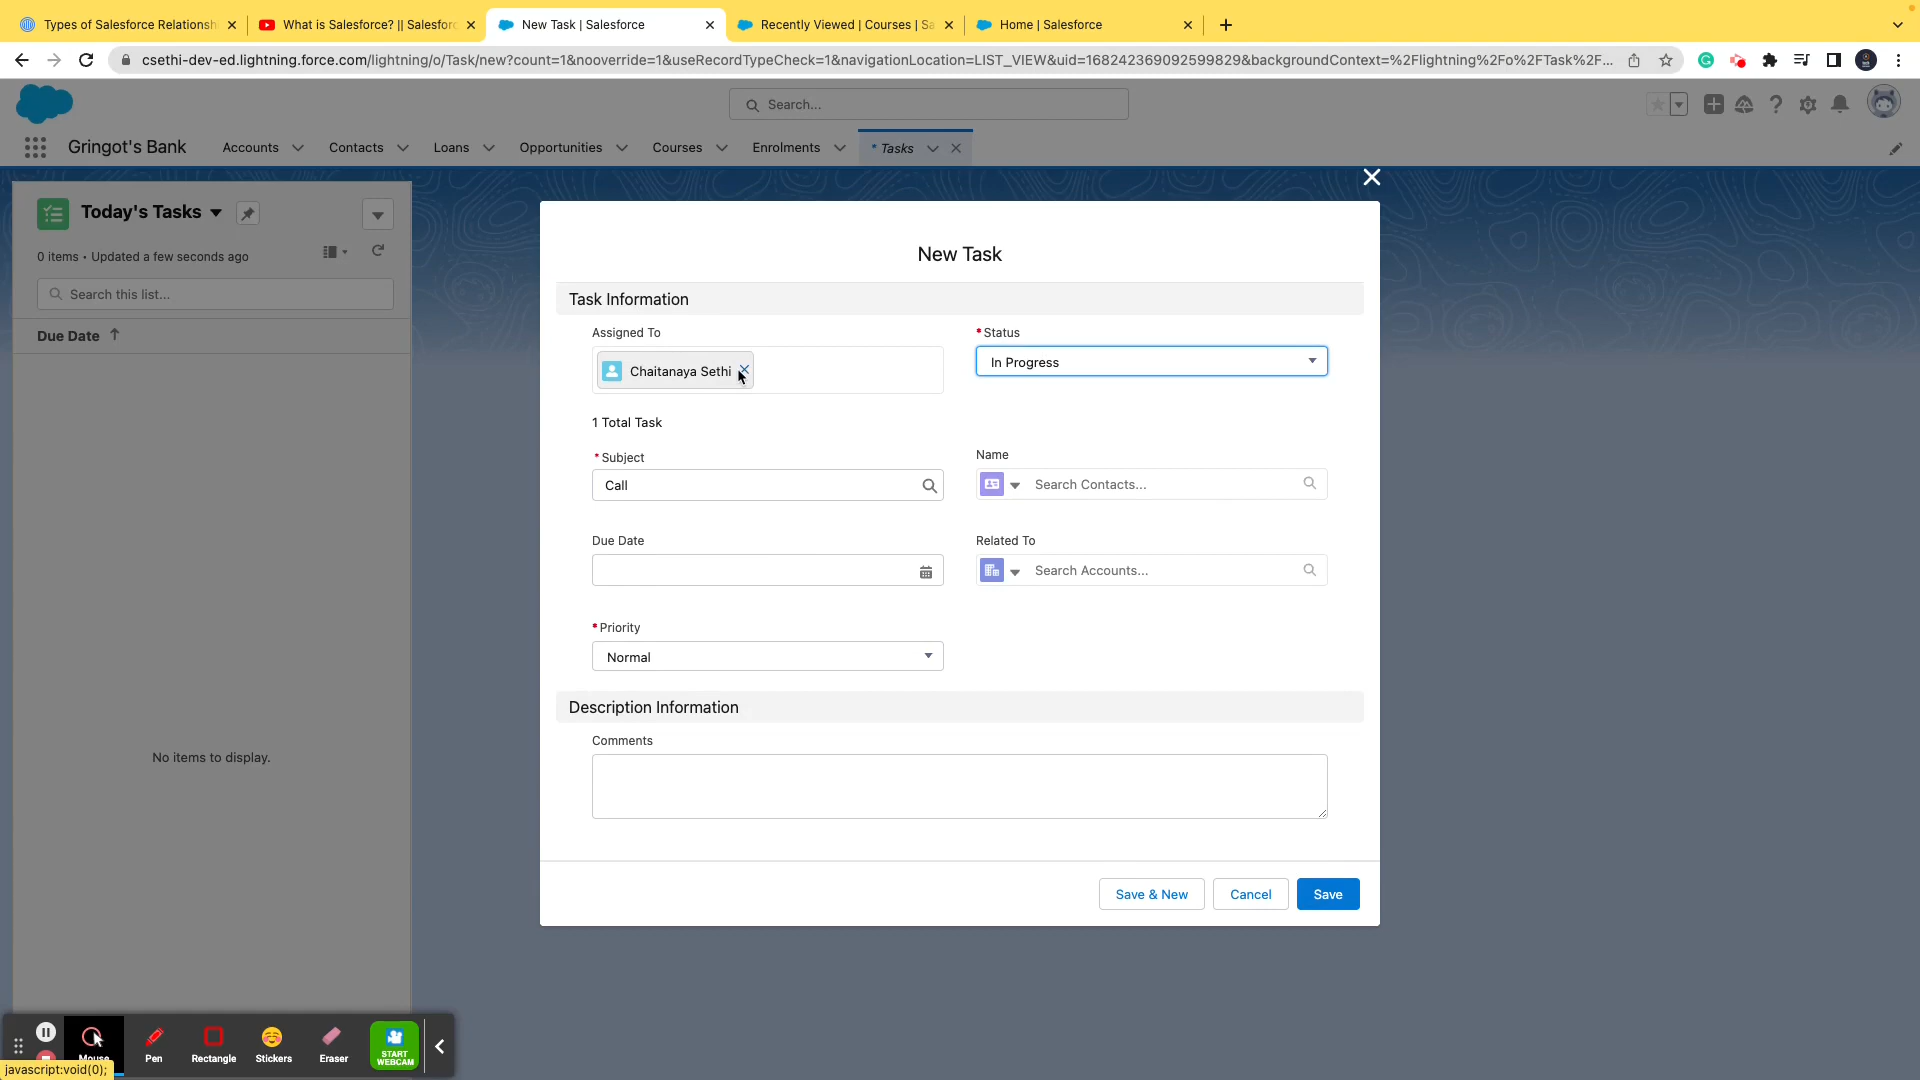 Types of Salesforce Relationsh
What is Salesforce? || Salesforc
New Task | Salesforce
Recently Viewed | Courses | Sa
Home | Salesforce
csethi-dev-ed.lightning.force.com/lightning/o/Task/new?count=1&nooverride=1&useRecordTypeCheck=1&navigationLocation=LIST_VIEW&uid=168242369092599829&backgroundContext=%2Flightning%2Fo%2FTask%2F...
Search...
Gringot's Bank
Accounts
Contacts
Loans
Opportunities
Courses
Enrolments
* Tasks
Today's Tasks
0 items • Updated a few seconds ago
Search this list...
Due Date
No items to display.
New Task
Task Information
Assigned To
Chaitanaya Sethi
* Status
In Progress
1 Total Task
* Subject
Call
Name
Search Contacts...
Due Date
Related To
Search Accounts...
* Priority
Normal
Description Information
Comments
Save & New
Cancel
Save
Mouse
Pen
Rectangle
Stickers
Eraser
START
WEBCAM
javascript:void(0);